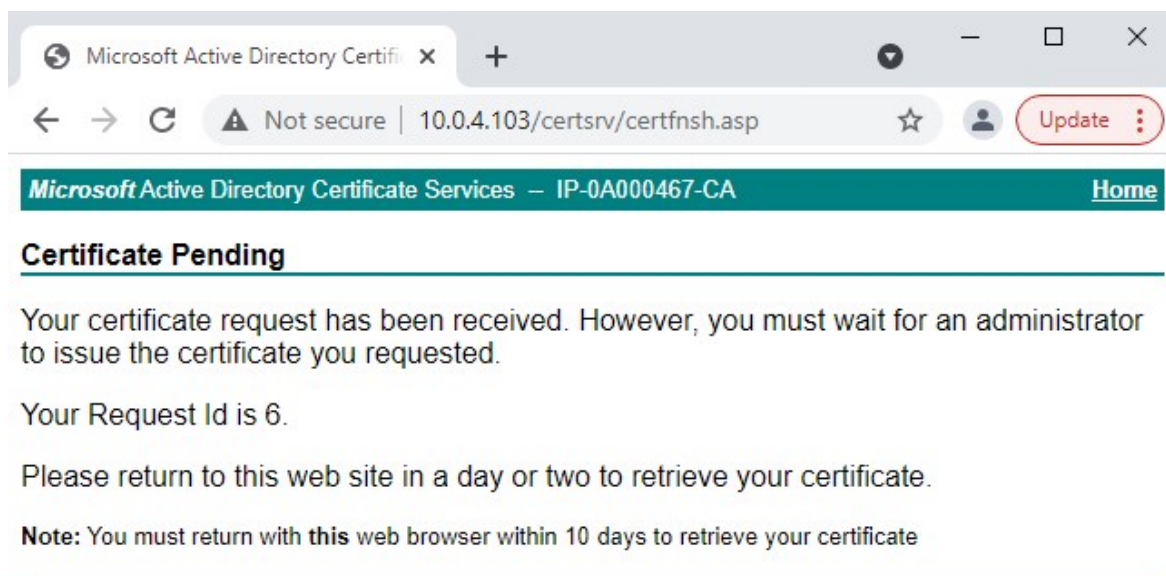 Microsoft Active Directory Certifi
Not secure | 10.0.4.103/certsrv/certfnsh.asp
Update
Microsoft Active Directory Certificate Services -- IP-0A000467-CA
Home
Certificate Pending
Your certificate request has been received. However, you must wait for an administrator
to issue the certificate you requested.
Your Request Id is 6.
Please return to this web site in a day or two to retrieve your certificate.
Note: You must return with this web browser within 10 days to retrieve your certificate